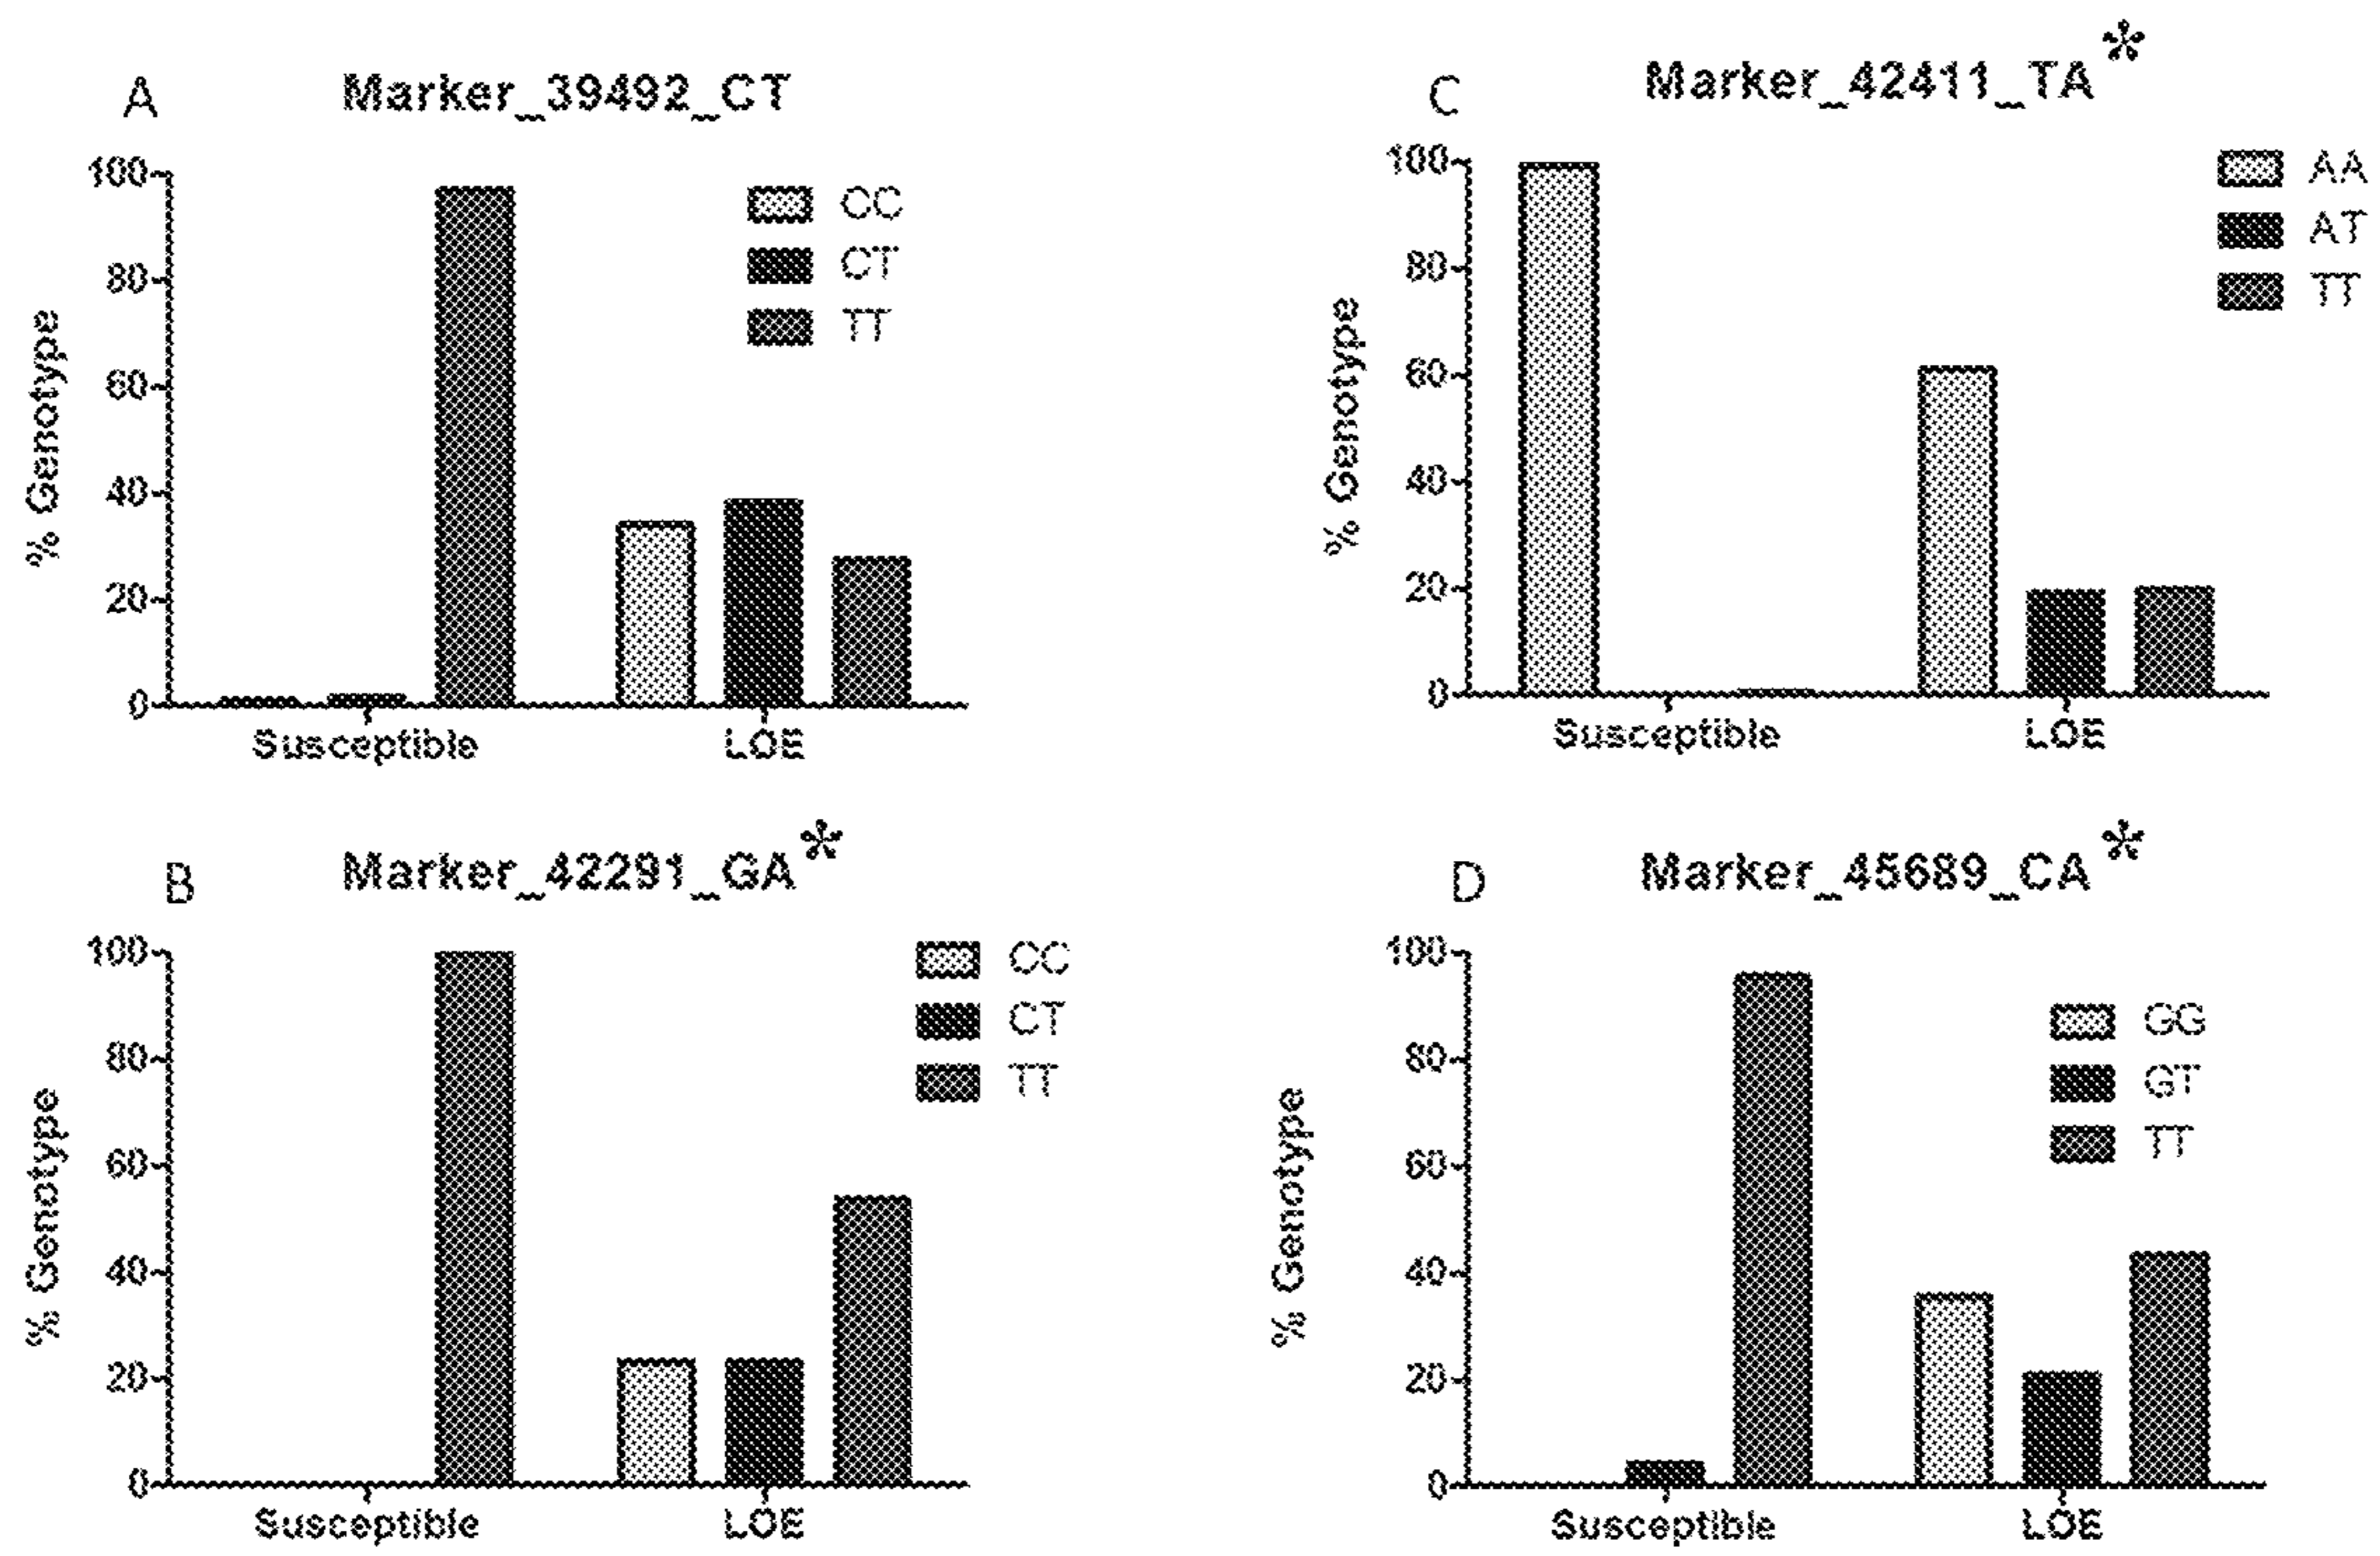 A
Marker_39492_CT
% Genotype
100
80
60
40
20
0
CC
CT
TT
Susceptible
LOE
C
Marker_42411_TA*
% Genotype
100
80
60
40
20
0
AA
AT
TT
Susceptible
LOE
B
Marker_42291_GA*
% Genotype
100
80
60
40
20
0
CC
CT
TT
Susceptible
LOE
D
Marker_45689_CA*
% Genotype
100
80
60
40
20
0
GG
GT
TT
Susceptible
LOE